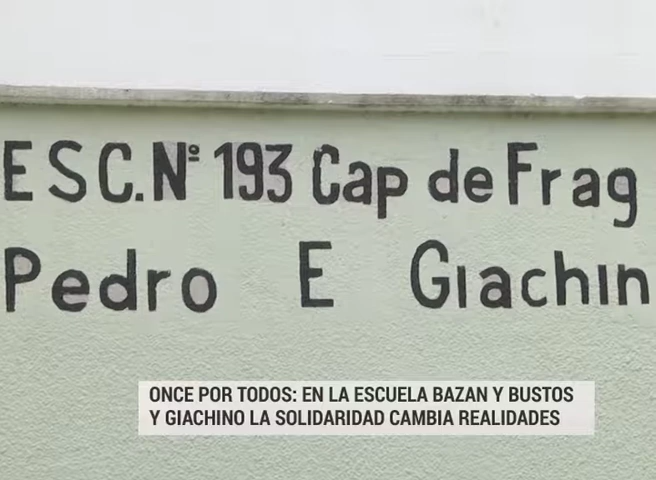 ESC.Nº 193 Cap de Frag
Pedro E Giachin
ONCE POR TODOS: EN LA ESCUELA BAZAN Y BUSTOS
Y GIACHINO LA SOLIDARIDAD CAMBIA REALIDADES